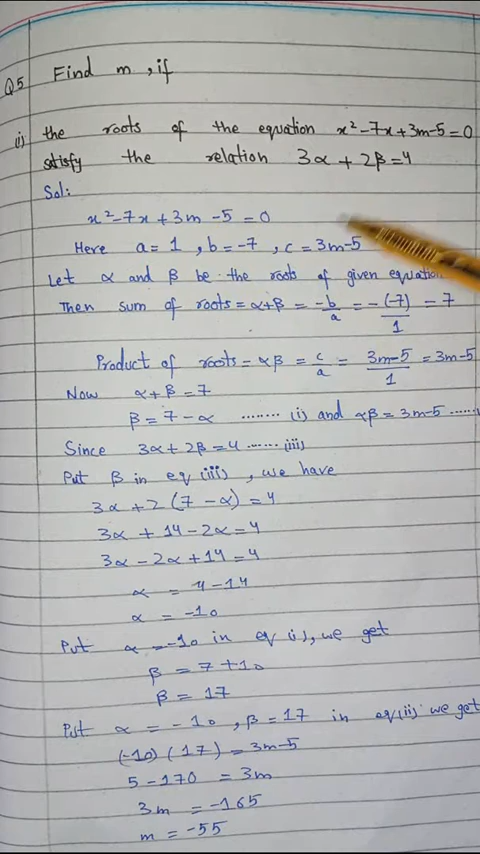 Q5 Find m, if
(i) the roots of the equation x²-7x+3m-5=0
satisfy the relation 3α+2β=4
Sol:
x²-7x+3m-5=0
Here a=1, b=-7, c=3m-5
Let α and β be the roots of given equation
Then sum of roots=α+β = -b/a = -(-7)/1 = 7
Product of roots=αβ = c/a = 3m-5/1 = 3m-5
Now α+β=7
β=7-α ........ (i) and αβ=3m-5 ......
Since 3α+2β=4 ...... (iii)
Put β in eq (iii), we have
3α+2(7-α)=4
3α+14-2α=4
3α-2α+14=4
α = 4-14
α = -10
Put α=-10 in eq (i), we get
β = 7+10
β = 17
Put α = -10, β=17 in eq(ii) we get
(-10)(17)=3m-5
5-170 = 3m
3m = -165
m = -55